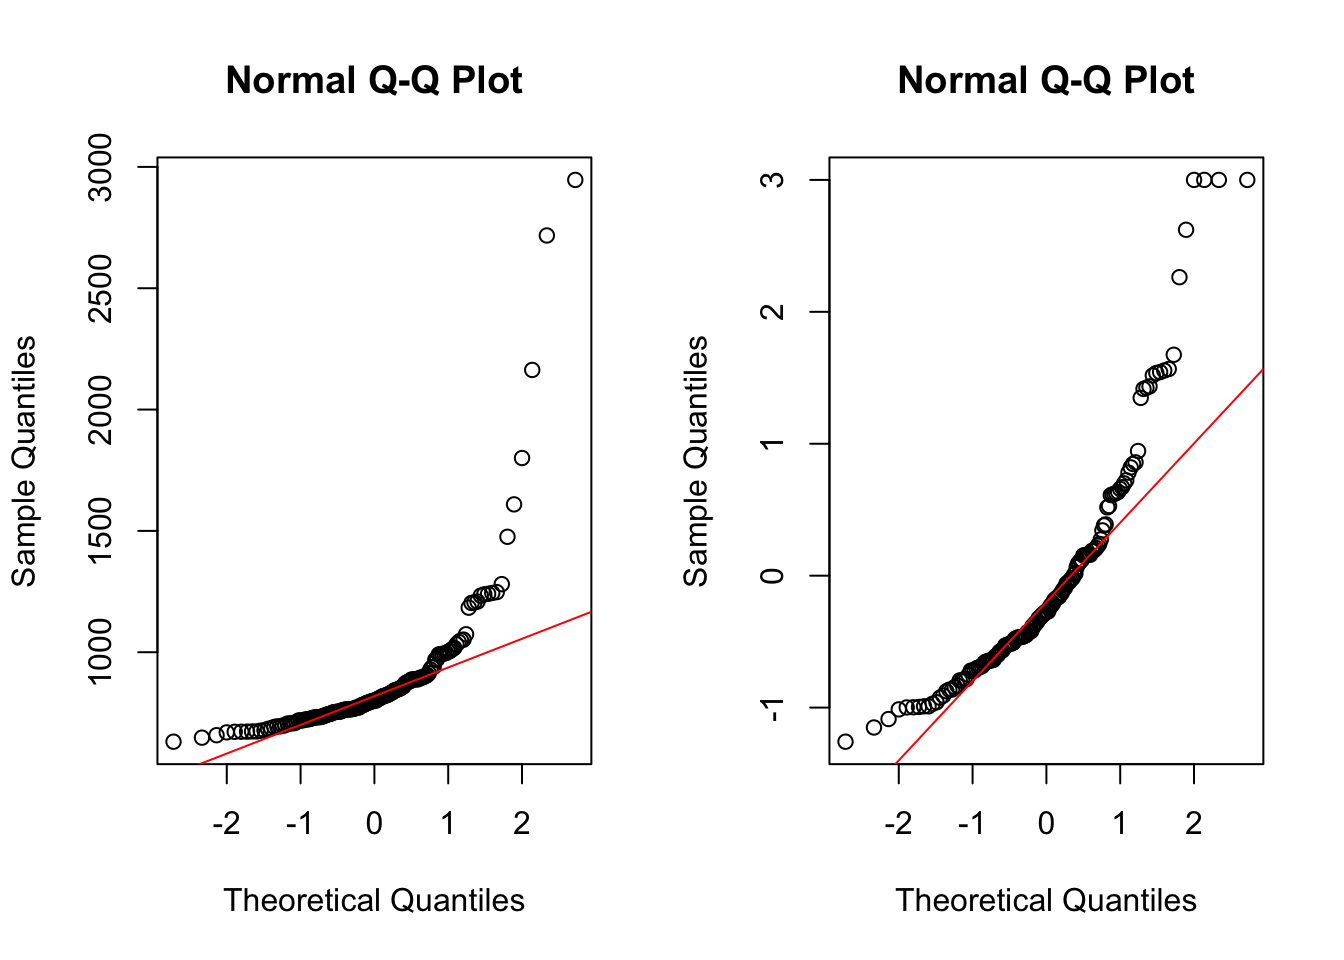 Normal Q-Q Plot
Sample Quantiles
3000
2500
2000
1500
1000
-2 -1 0 1 2
Theoretical Quantiles
Normal Q-Q Plot
Sample Quantiles
3
2
1
0
-1
-2 -1 0 1 2
Theoretical Quantiles